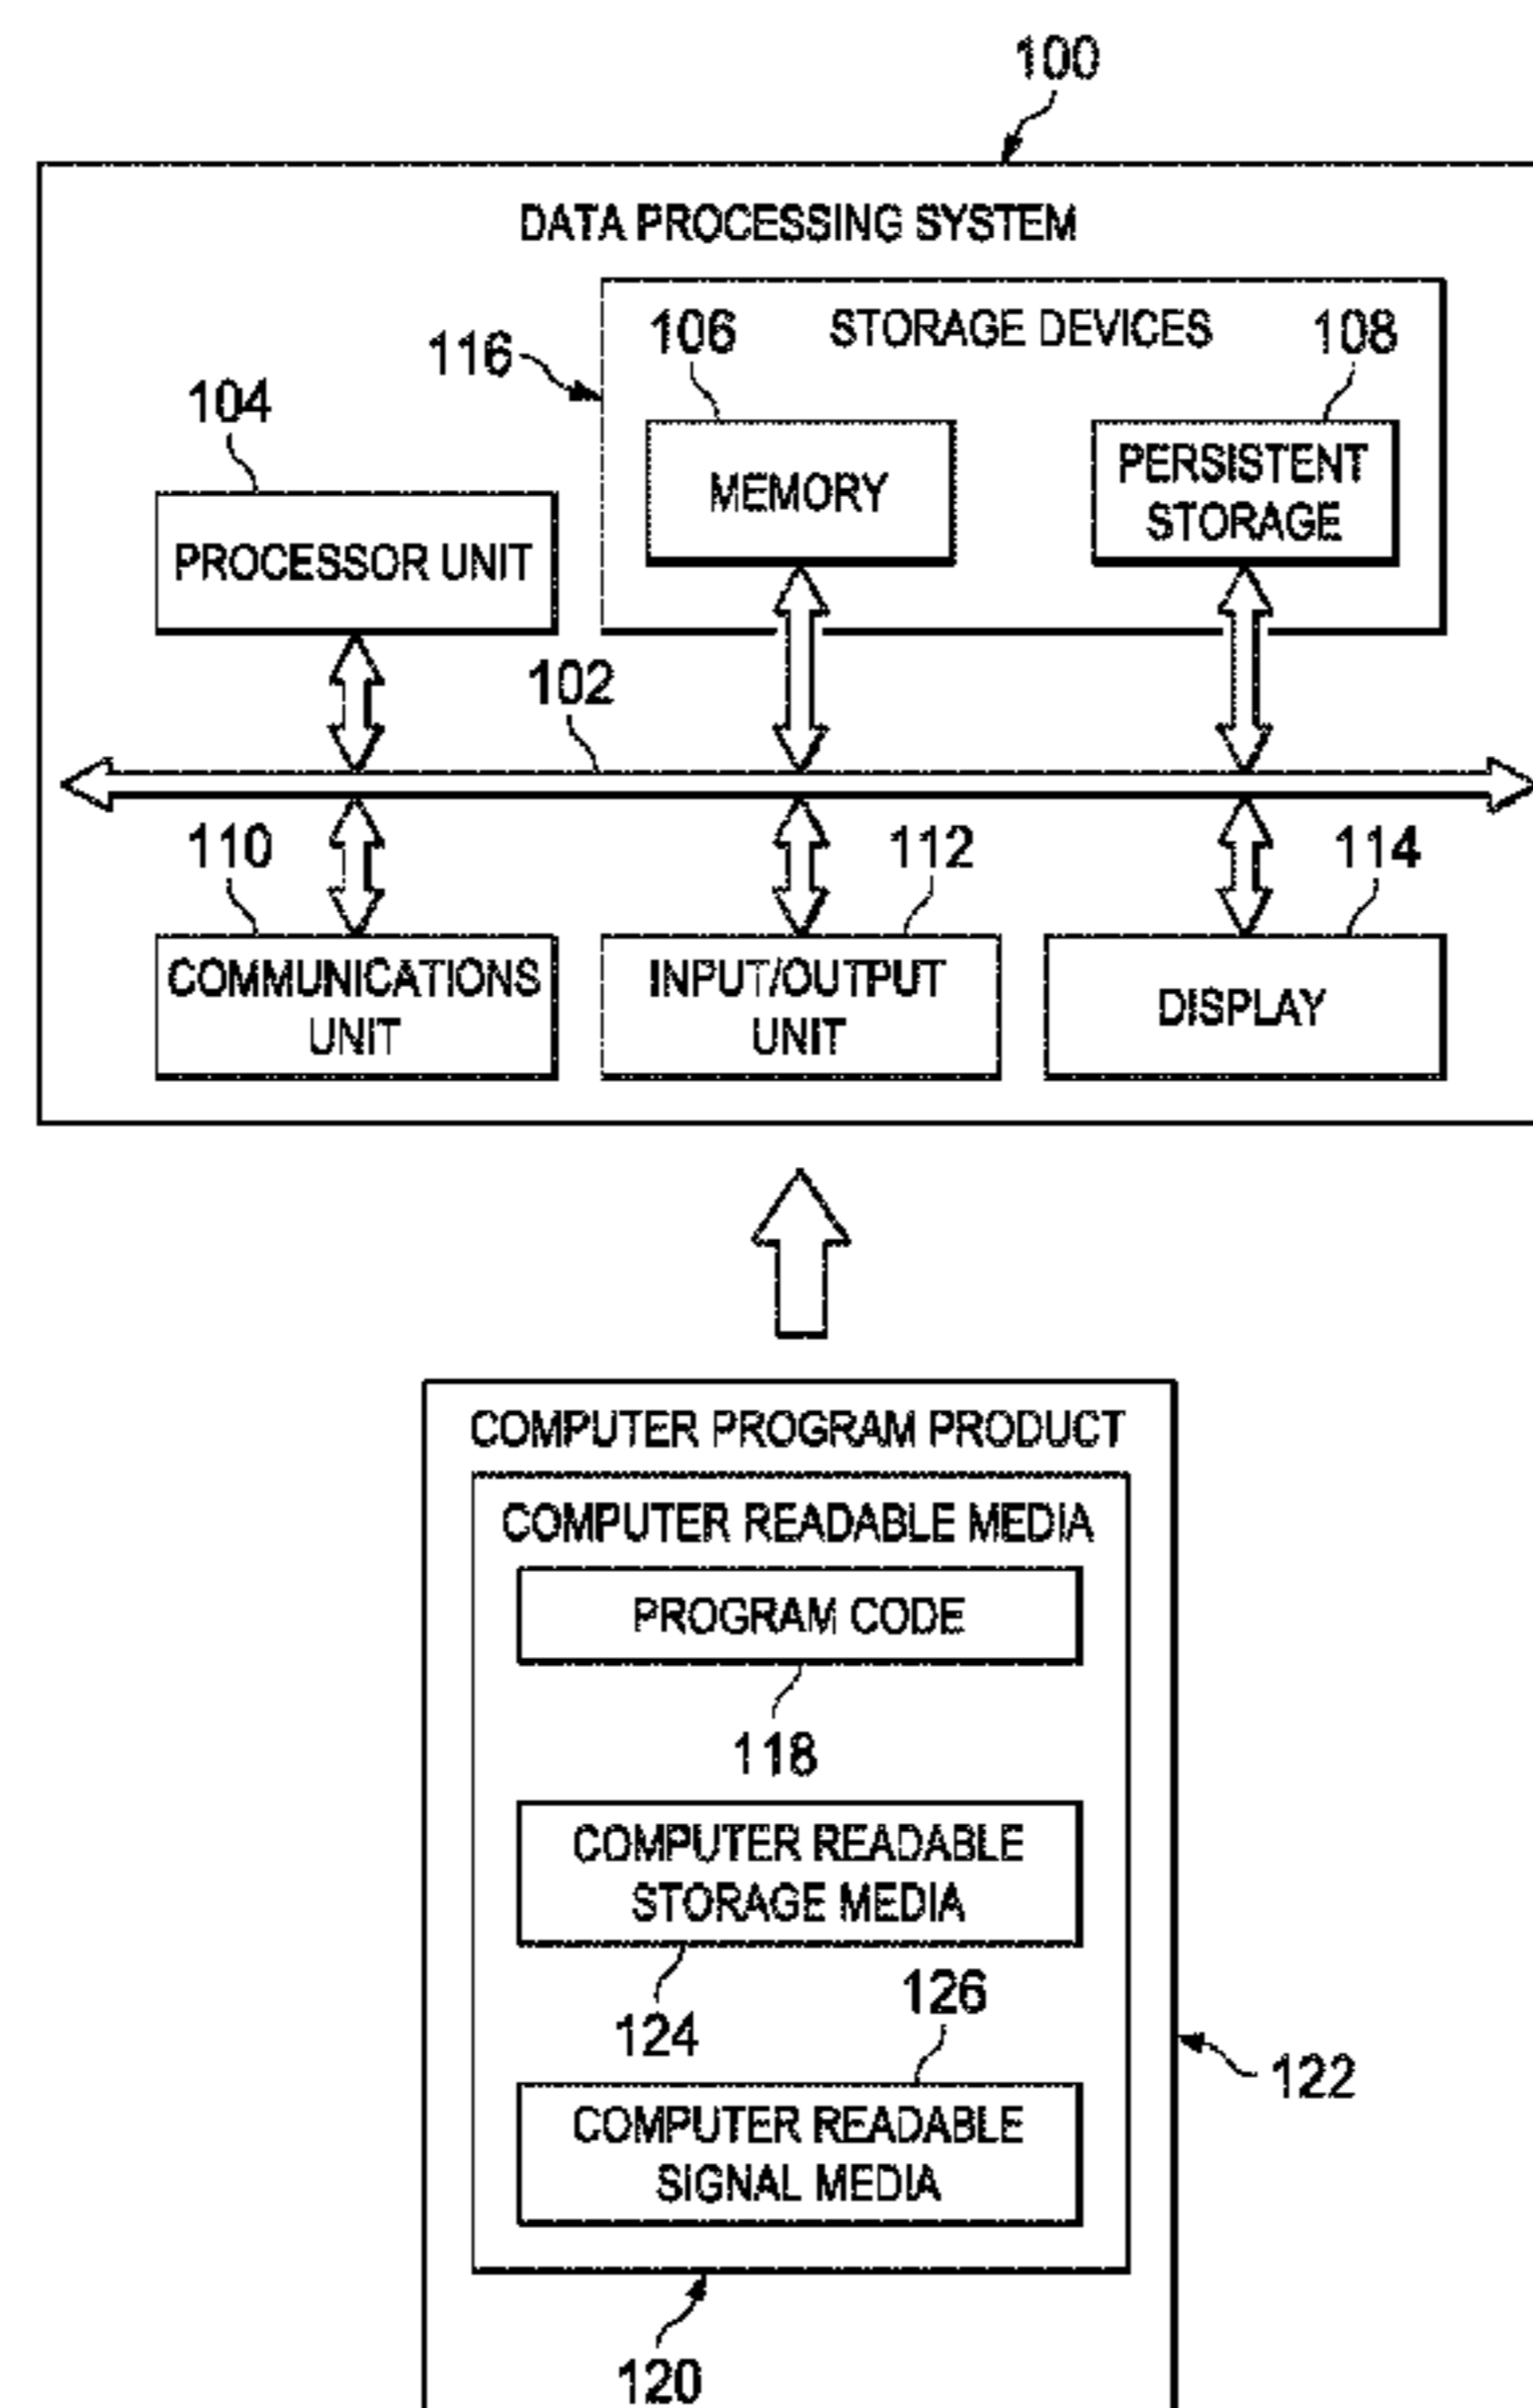 100
DATA PROCESSING SYSTEM
STORAGE DEVICES
116
106
108
104
MEMORY
PERSISTENT
STORAGE
PROCESSOR UNIT
102
110
112
114
COMMUNICATIONS
UNIT
INPUT/OUTPUT
UNIT
DISPLAY
COMPUTER PROGRAM PRODUCT
COMPUTER READABLE MEDIA
PROGRAM CODE
118
COMPUTER READABLE
STORAGE MEDIA
124
126
122
COMPUTER READABLE
SIGNAL MEDIA
120